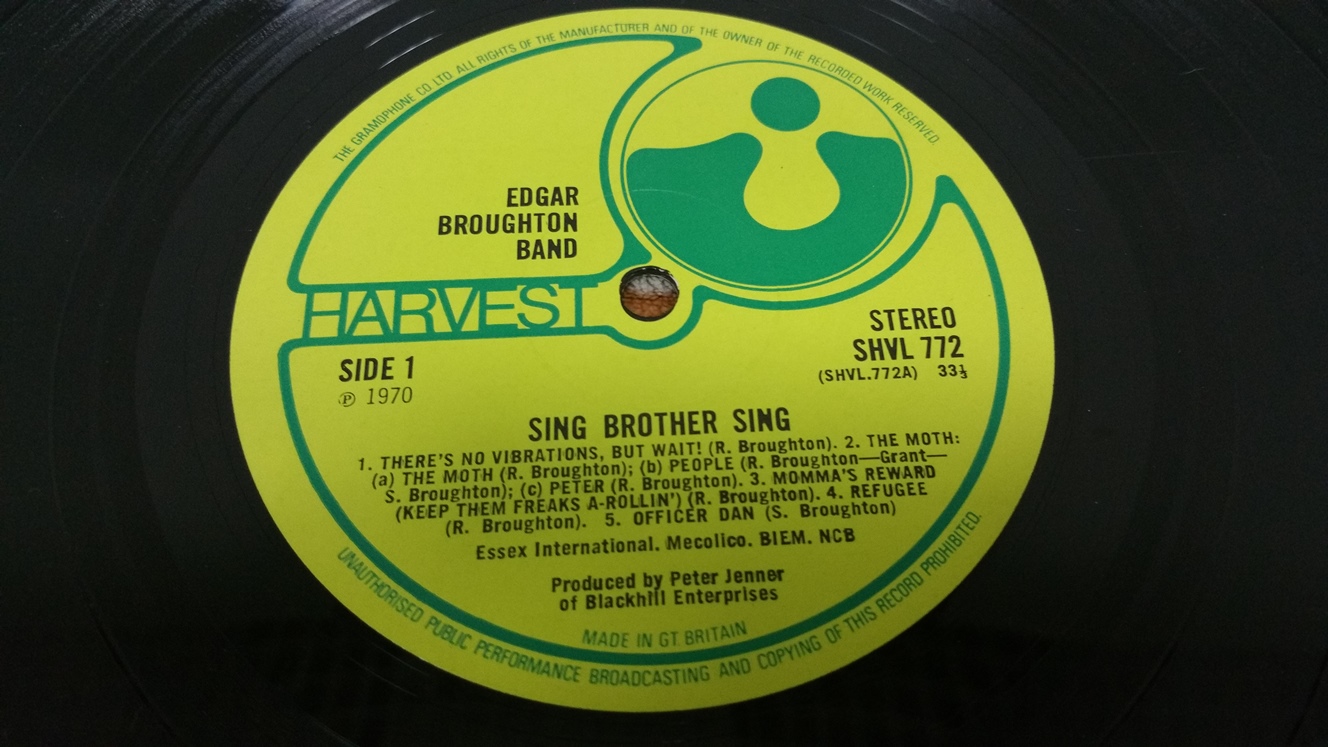 THE GRAMOPHONE CO LTD. ALL RIGHTS OF THE MANUFACTURER AND OF THE OWNER OF THE RECORDED WORK RESERVED.
EDGAR
BROUGHTON
BAND
HARVEST
STEREO
SHVL 772
(SHVL.772A) 33⅓
SIDE 1
Ⓟ 1970
SING BROTHER SING
1. THERE'S NO VIBRATIONS, BUT WAIT! (R. Broughton). 2. THE MOTH:
(a) THE MOTH (R. Broughton); (b) PEOPLE (R. Broughton—Grant—
S. Broughton); (c) PETER (R. Broughton). 3. MOMMA'S REWARD
(KEEP THEM FREAKS A-ROLLIN') (R. Broughton). 4. REFUGEE
(R. Broughton). 5. OFFICER DAN (S. Broughton)
Essex International. Mecolico. BIEM. NCB
Produced by Peter Jenner
of Blackhill Enterprises
MADE IN GT. BRITAIN
UNAUTHORISED PUBLIC PERFORMANCE BROADCASTING AND COPYING OF THIS RECORD PROHIBITED.